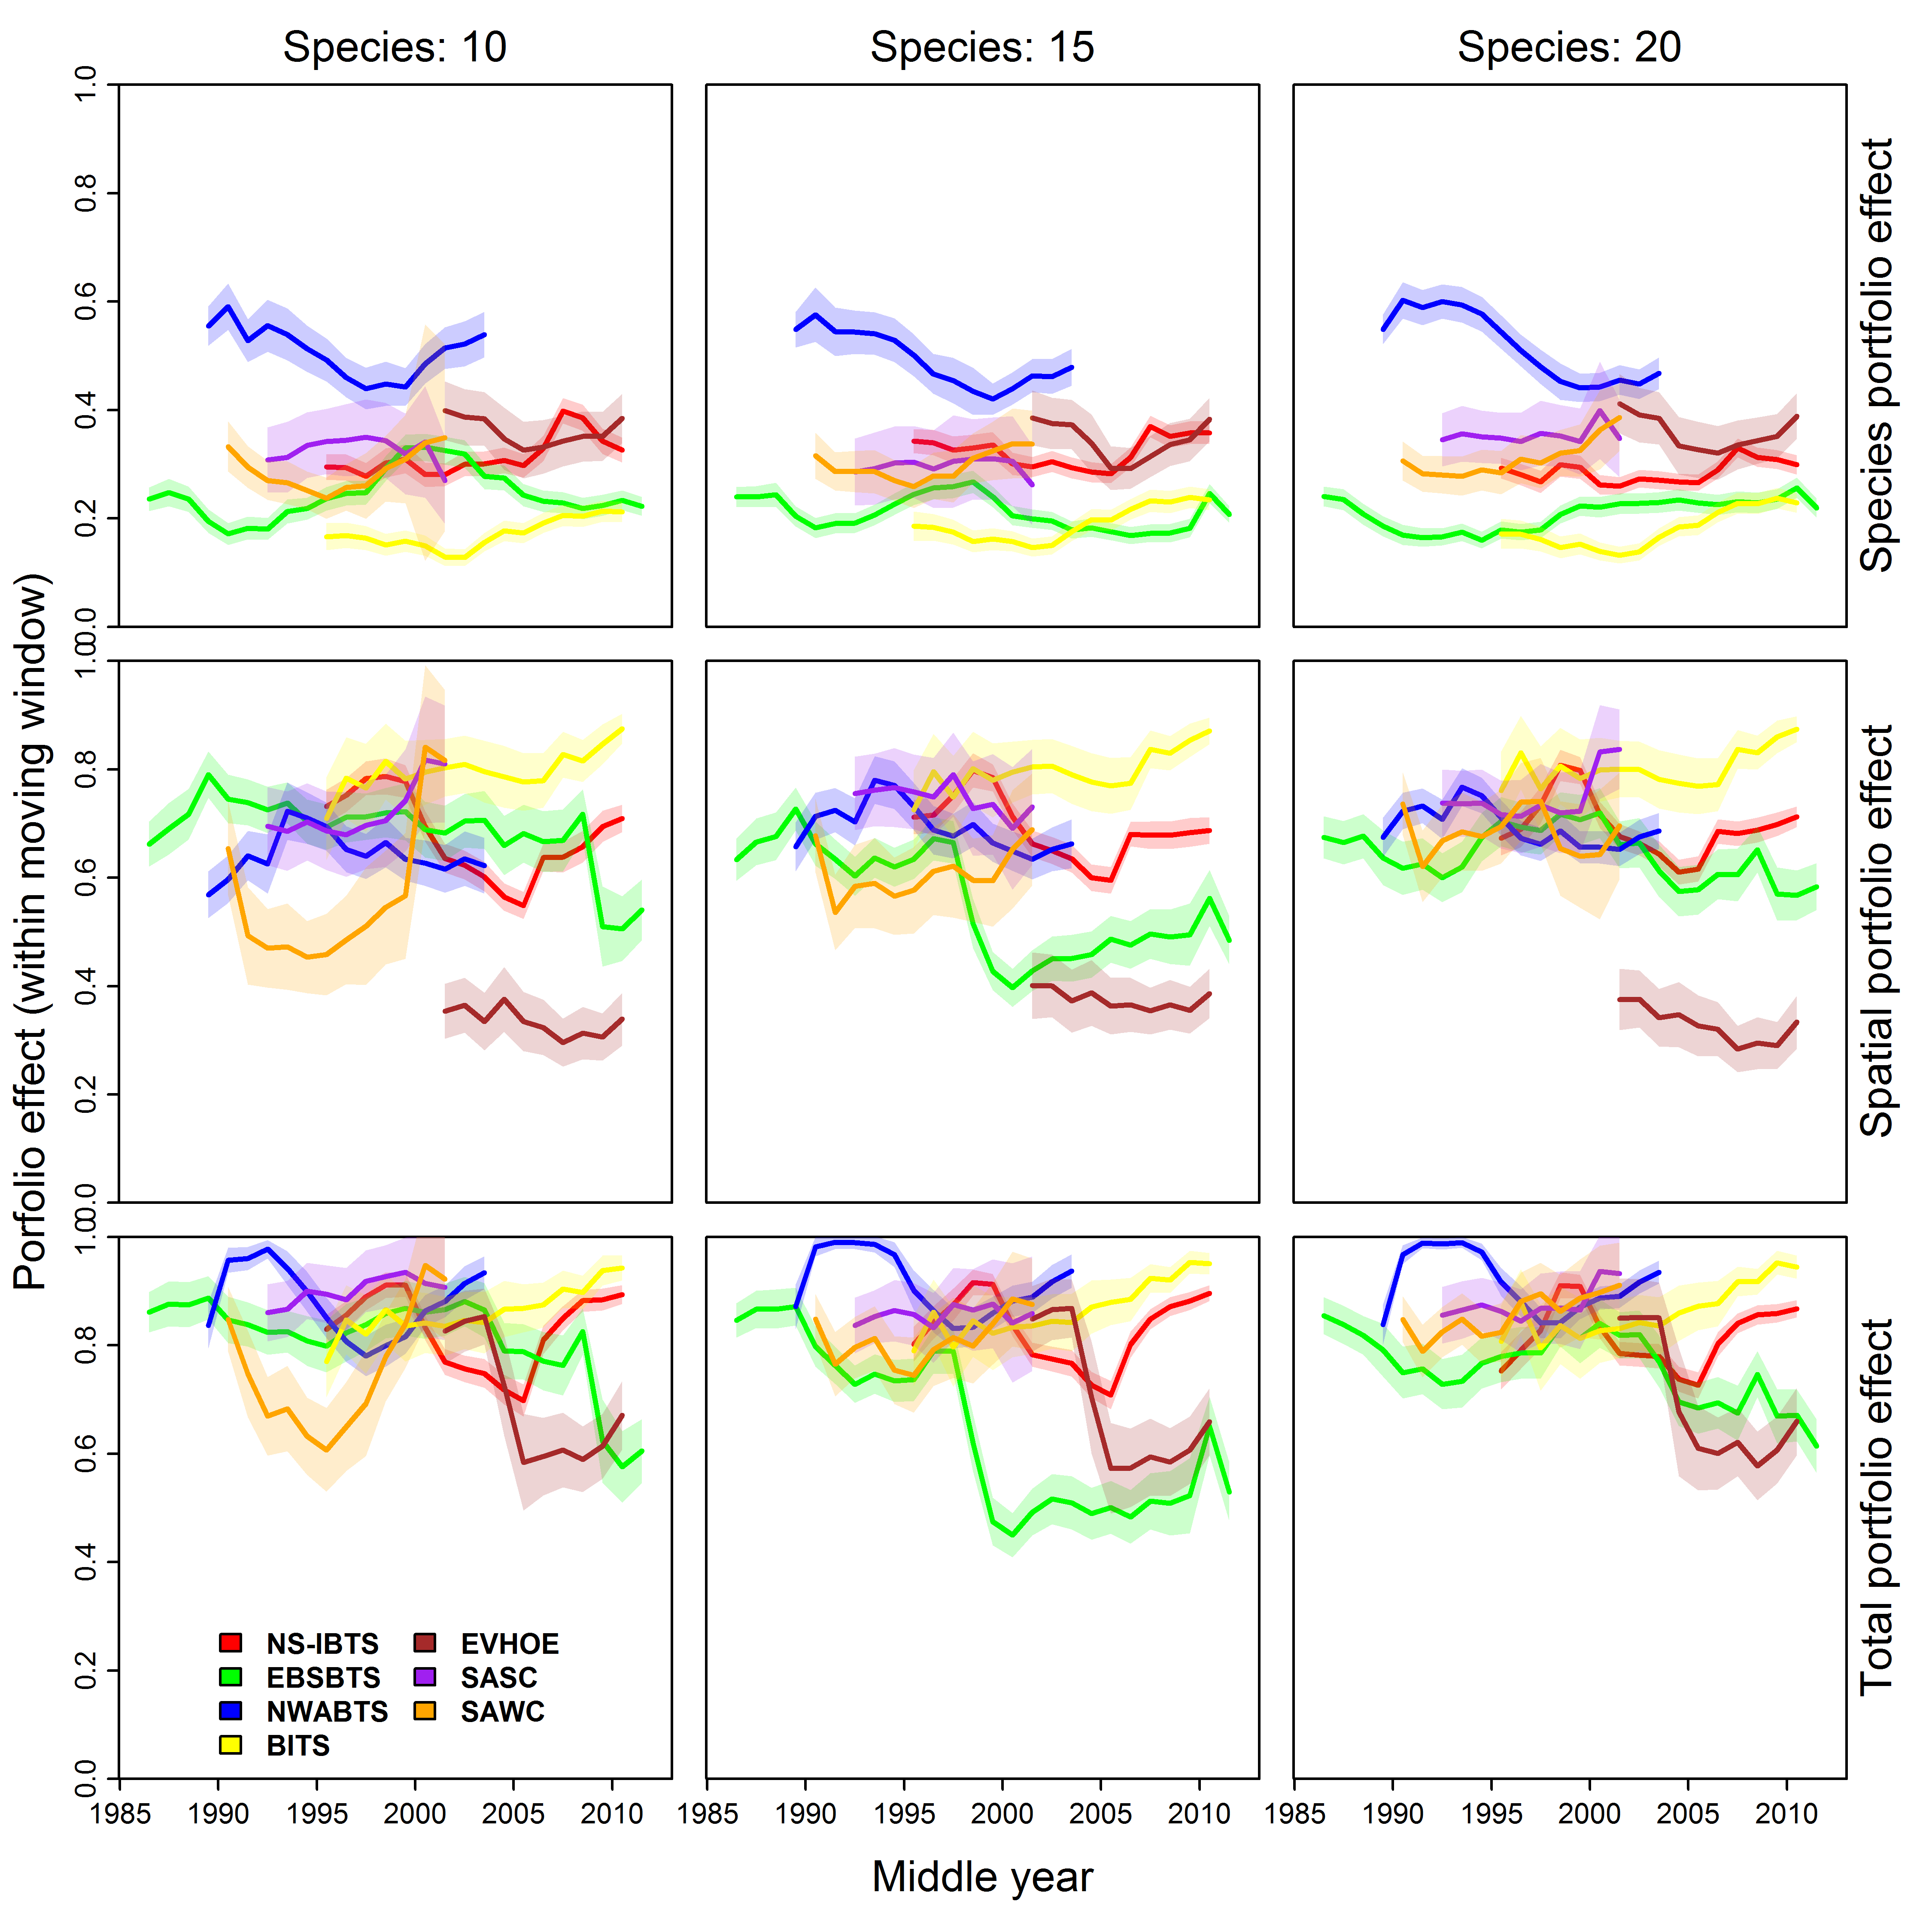 Species: 10
Species: 15
Species: 20
1.0
0.8
0.6
0.4
0.2
0.0
Species portfolio effect
1.0
0.8
0.6
0.4
0.2
0.0
Spatial portfolio effect
1.0
0.8
0.6
0.4
0.2
0.0
Total portfolio effect
Porfolio effect (within moving window)
NS-IBTS
EBSBTS
NWABTS
BITS
EVHOE
SASC
SAWC
1985 1990 1995 2000 2005 2010
1985 1990 1995 2000 2005 2010
1985 1990 1995 2000 2005 2010
Middle year